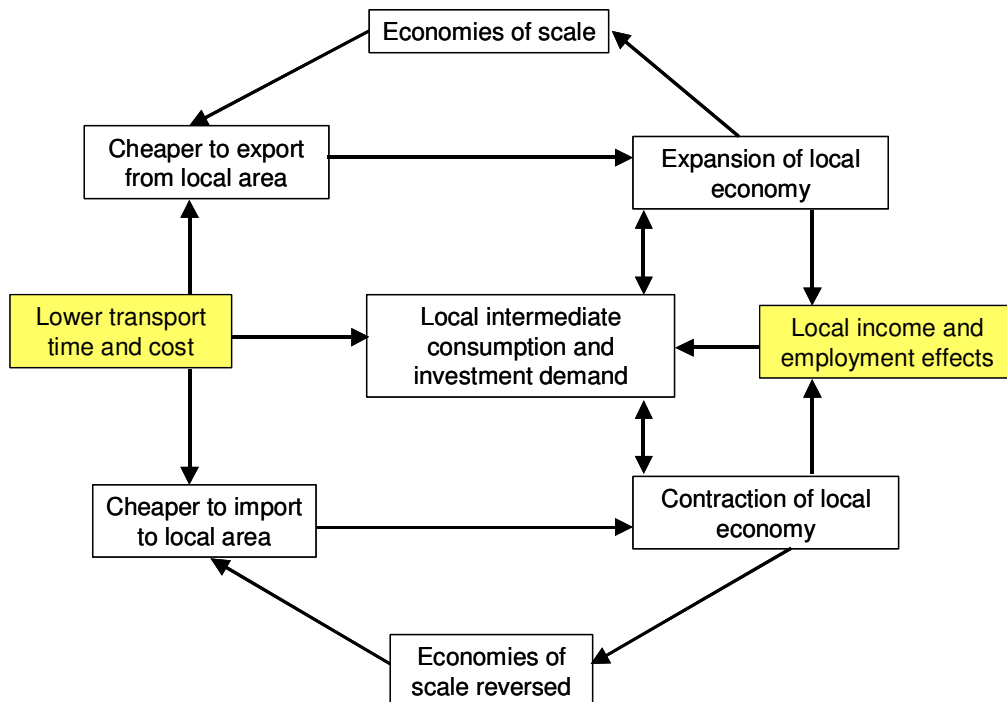 Economies of scale
Cheaper to export
from local area
Expansion of local
economy
Lower transport
time and cost
Local intermediate
consumption and
investment demand
Local income and
employment effects
Cheaper to import
to local area
Contraction of local
economy
Economies of
scale reversed